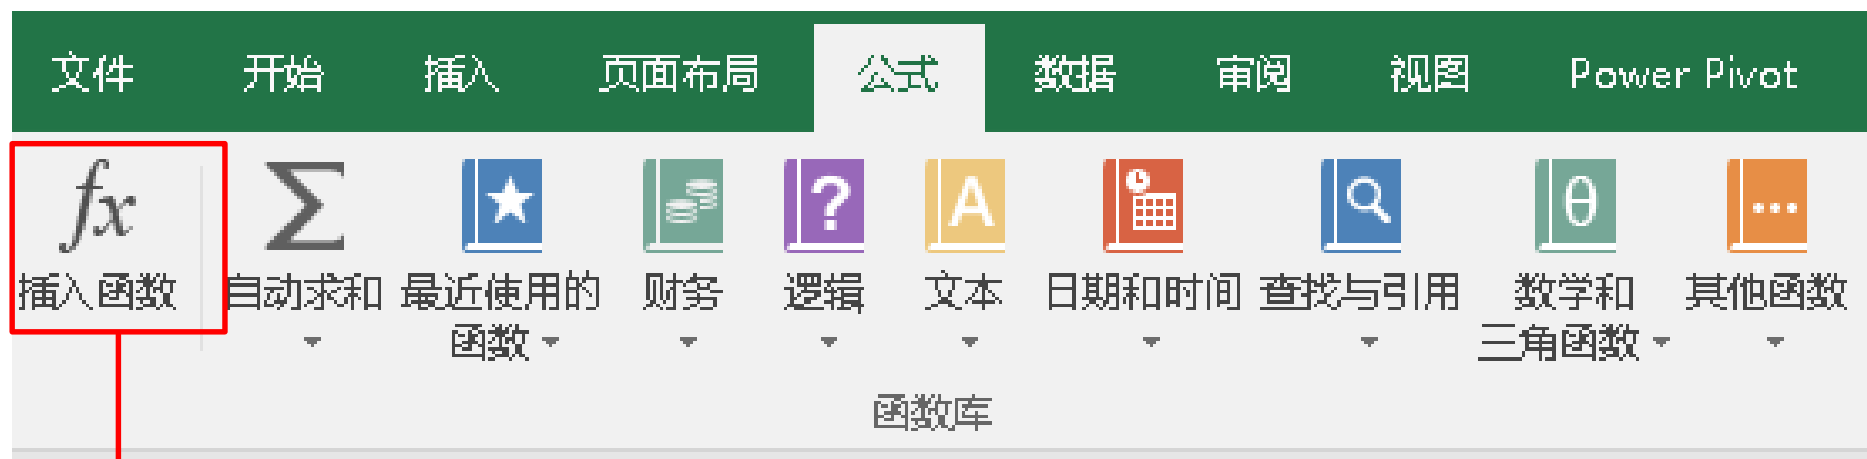 文件 开始 插入 页面布局 公式 数据 审阅 视图 Power Pivot
fx Σ ? A θ ...
插入函数 自动求和 最近使用的 财务 逻辑 文本 日期和时间 查找与引用 数学和 其他函数
函数 三角函数
函数库